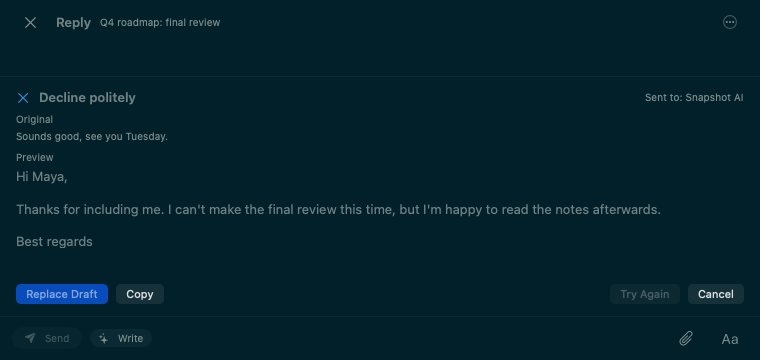 Reply Q4 roadmap: final review
Decline politely Sent to: Snapshot AI
Original
Sounds good, see you Tuesday.
Preview
Hi Maya,
Thanks for including me. I can't make the final review this time, but I'm happy to read the notes afterwards.
Best regards
Replace Draft Copy Try Again Cancel
Send Write Aa